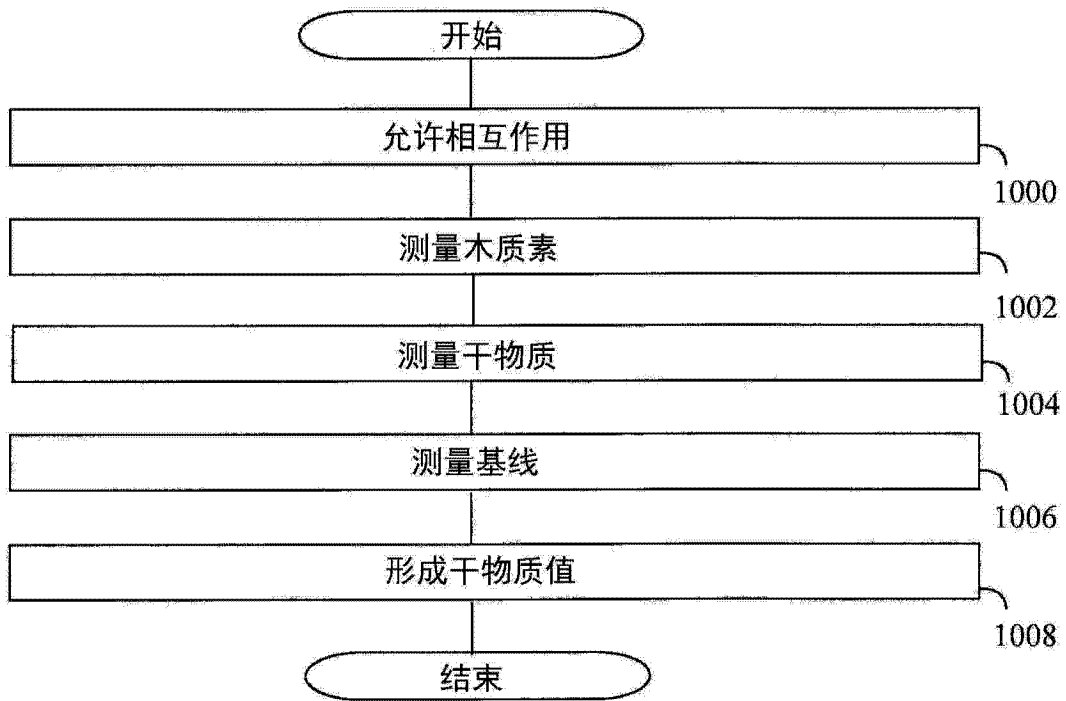 开始
允许相互作用
1000
测量木质素
1002
测量干物质
1004
测量基线
1006
形成干物质值
1008
结束